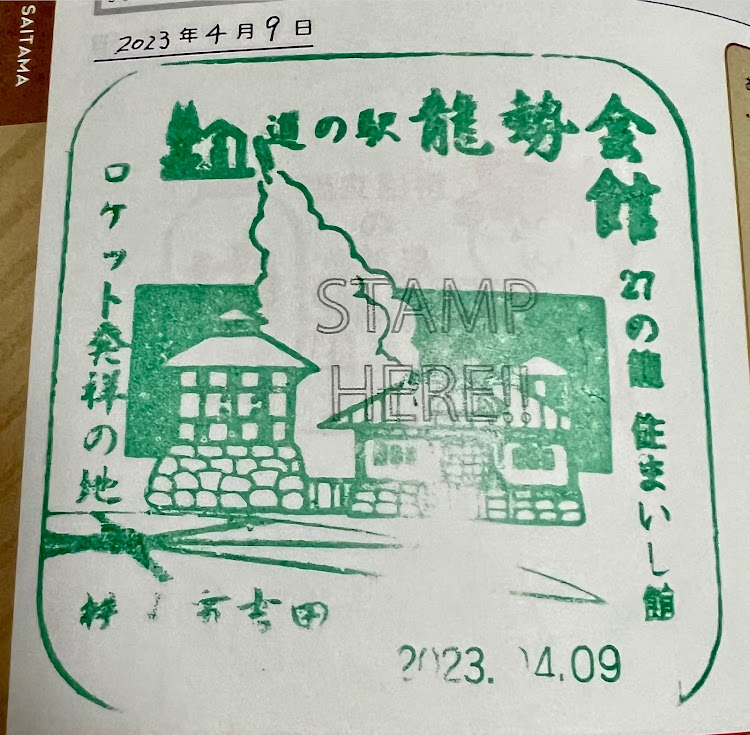 SAITAMA
2023年4月9日
道の駅 龍勢会館
ロケット発祥の地
27の龍 住まいし館
STAMP
HERE!!
吉田
2023. 04.09